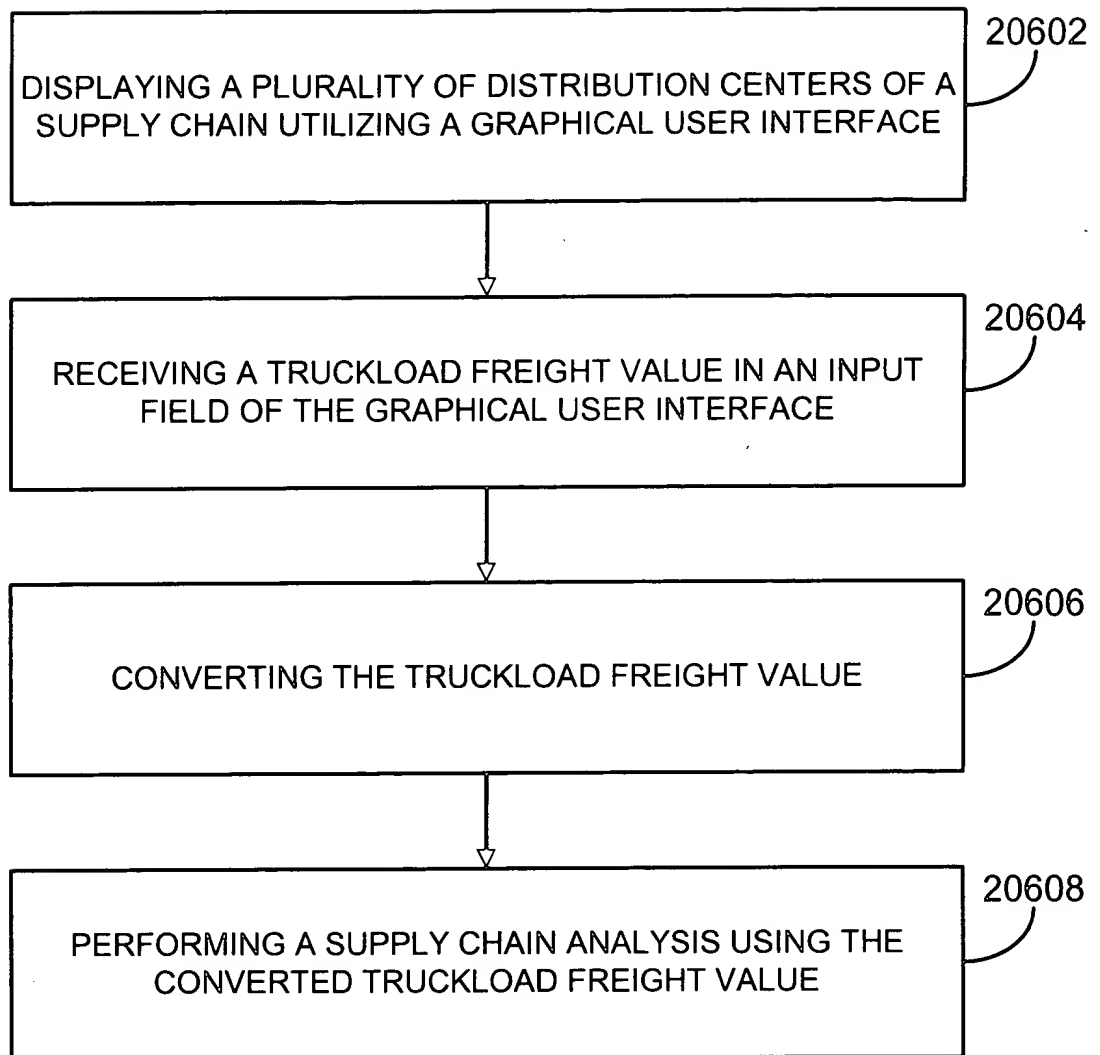 20602
DISPLAYING A PLURALITY OF DISTRIBUTION CENTERS OF A
SUPPLY CHAIN UTILIZING A GRAPHICAL USER INTERFACE
20604
RECEIVING A TRUCKLOAD FREIGHT VALUE IN AN INPUT
FIELD OF THE GRAPHICAL USER INTERFACE
20606
CONVERTING THE TRUCKLOAD FREIGHT VALUE
20608
PERFORMING A SUPPLY CHAIN ANALYSIS USING THE
CONVERTED TRUCKLOAD FREIGHT VALUE